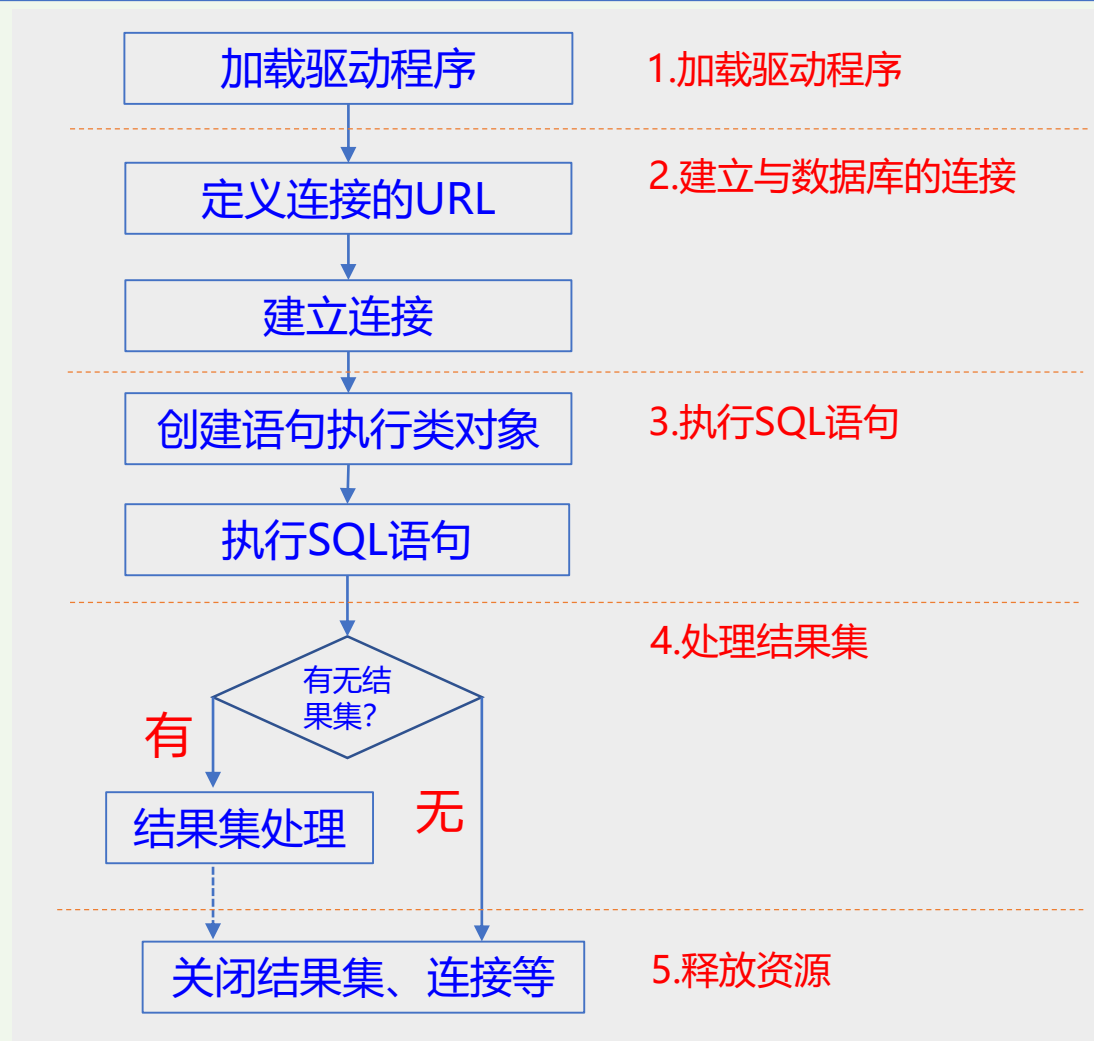 加载驱动程序
1.加载驱动程序
定义连接的URL
2.建立与数据库的连接
建立连接
创建语句执行类对象
3.执行SQL语句
执行SQL语句
4.处理结果集
有无结
果集?
有
无
结果集处理
关闭结果集、连接等
5.释放资源